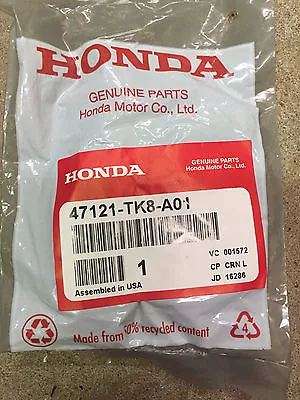 HONDA
GENUINE PARTS
Honda Motor Co., Ltd.
HONDA
GENUINE PARTS
Honda Motor Co., Ltd.
47121-TK8-A01
1
VC 001572
CP CRN L
JD 16286
Assembled in USA
Made from 50% recycled content
4